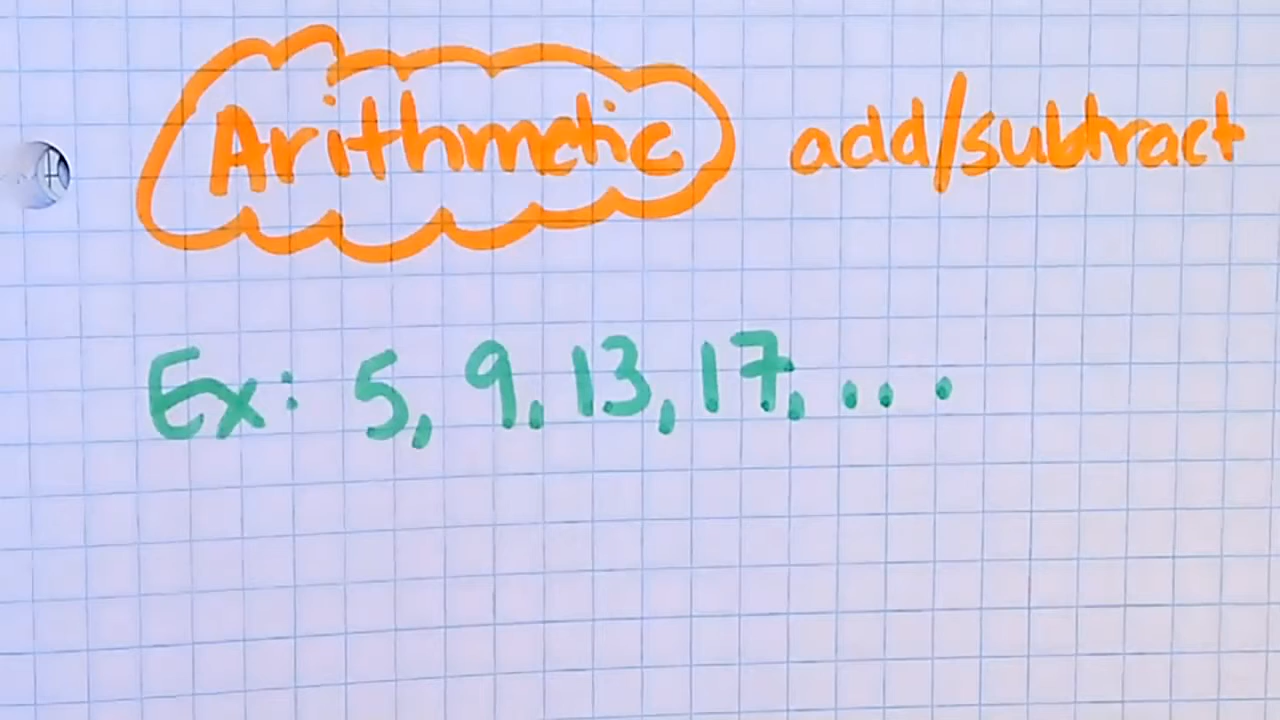 Arithmetic add/subtract
Ex: 5, 9, 13, 17, ...